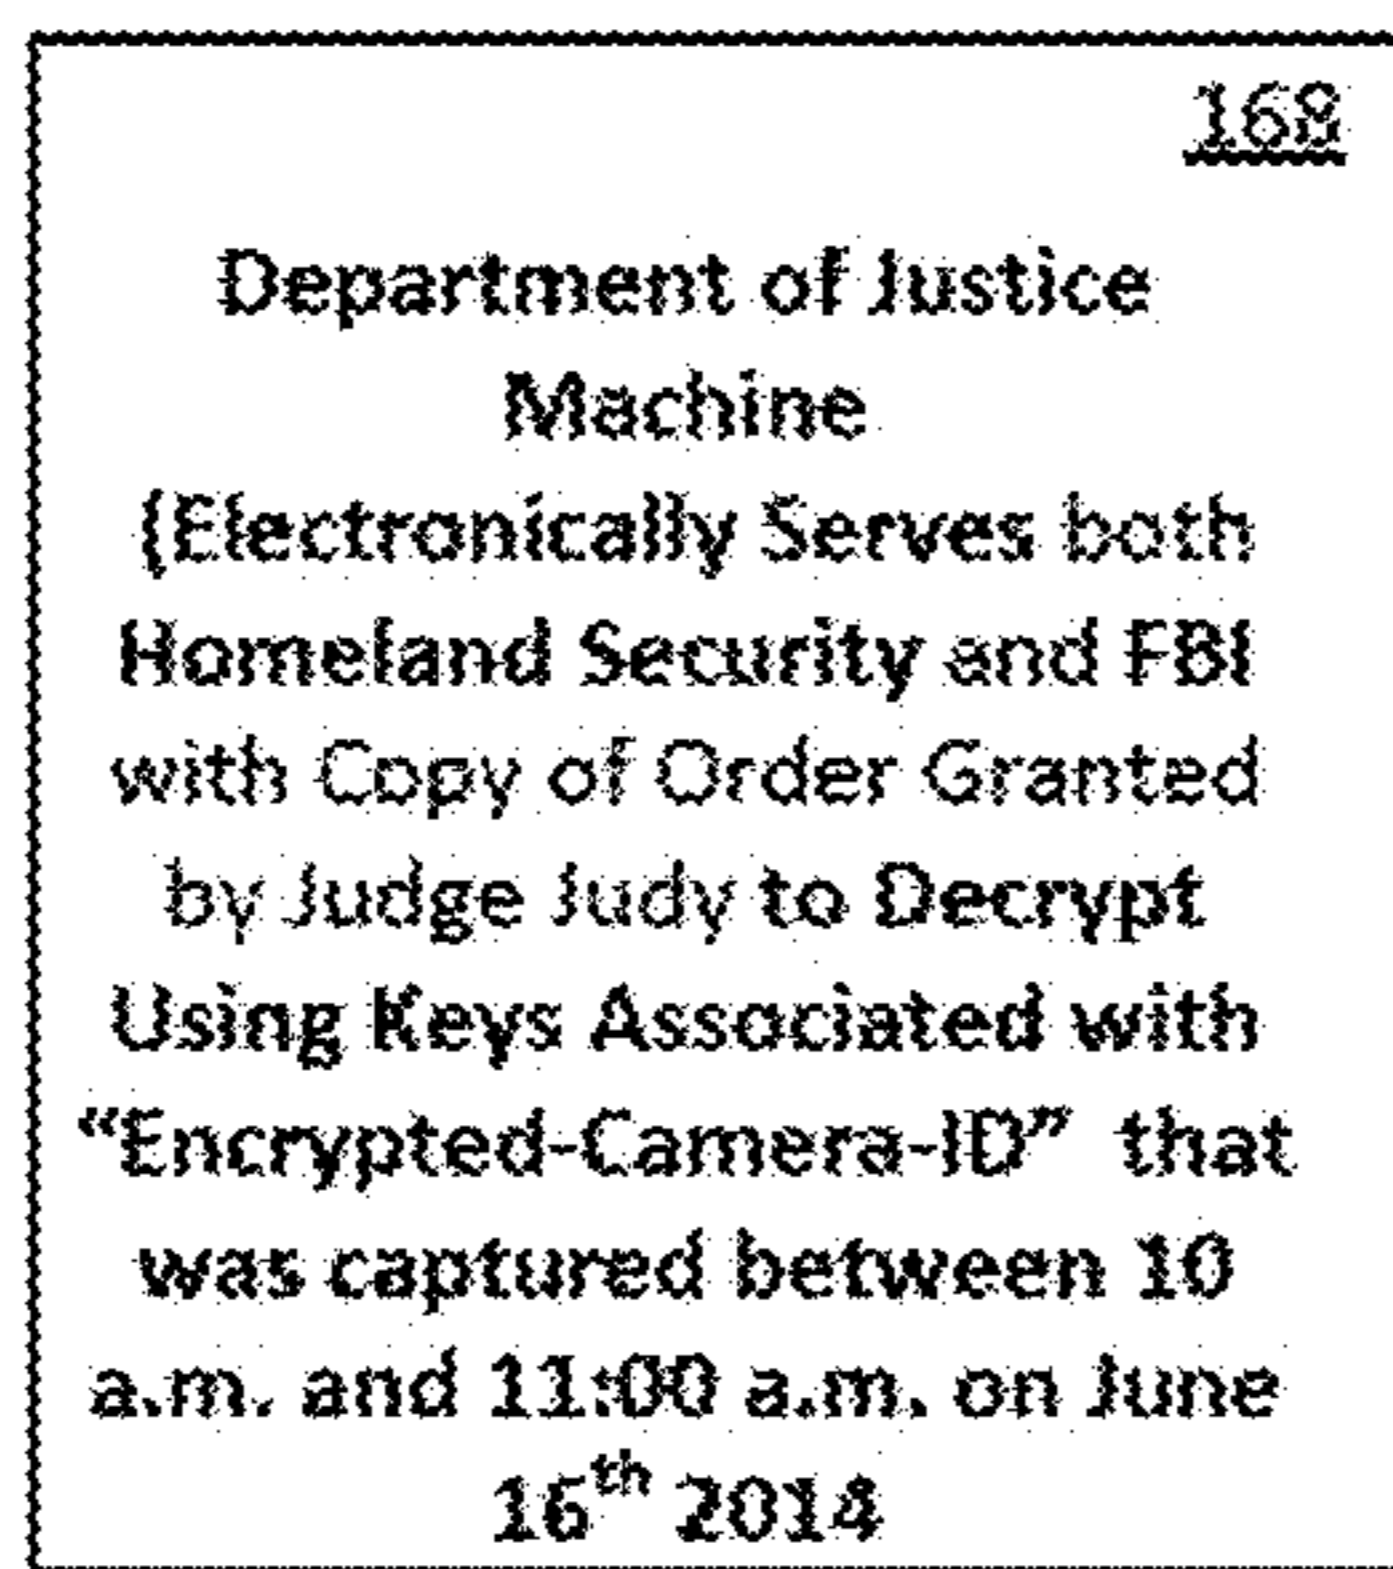 168
Department of Justice
Machine
(Electronically Serves both
Homeland Security and FBI
with Copy of Order Granted
by Judge Judy to Decrypt
Using Keys Associated with
“Encrypted-Camera-ID” that
was captured between 10
a.m. and 11:00 a.m. on June
16th 2014